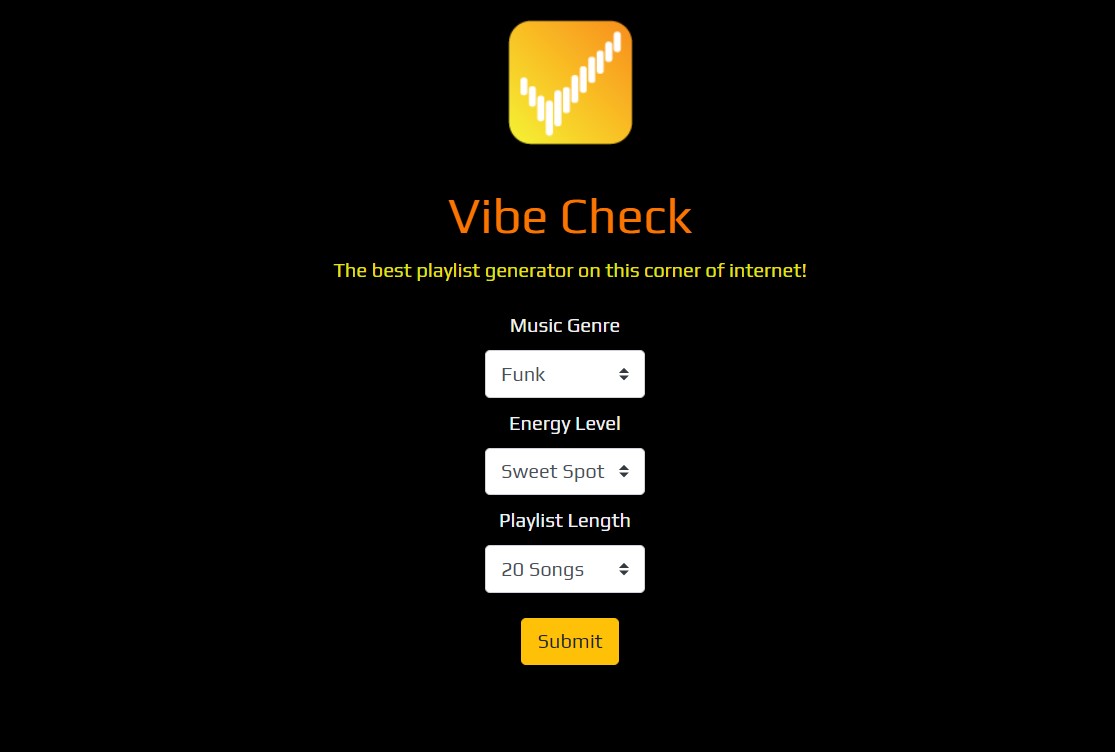 Vibe Check
The best playlist generator on this corner of internet!
Music Genre
Funk
Energy Level
Sweet Spot
Playlist Length
20 Songs
Submit